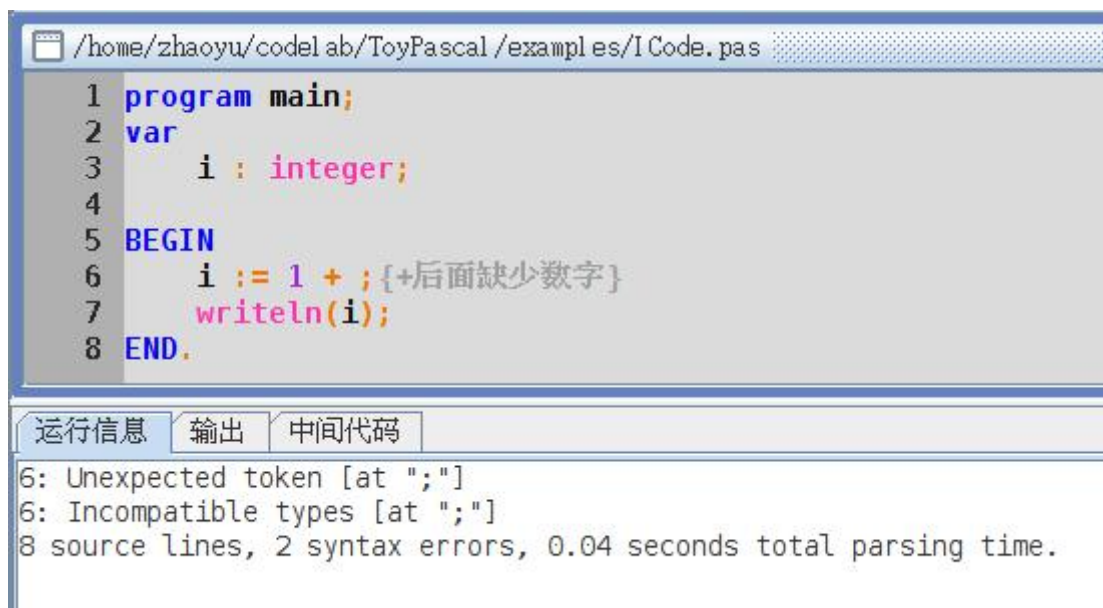 /home/zhaoyu/codelab/ToyPascal/examples/ICode.pas
1 program main;
2 var
3     i : integer;
4
5 BEGIN
6     i := 1 + ;{+后面缺少数字}
7     writeln(i);
8 END.
运行信息 输出 中间代码
6: Unexpected token [at ";"]
6: Incompatible types [at ";"]
8 source lines, 2 syntax errors, 0.04 seconds total parsing time.